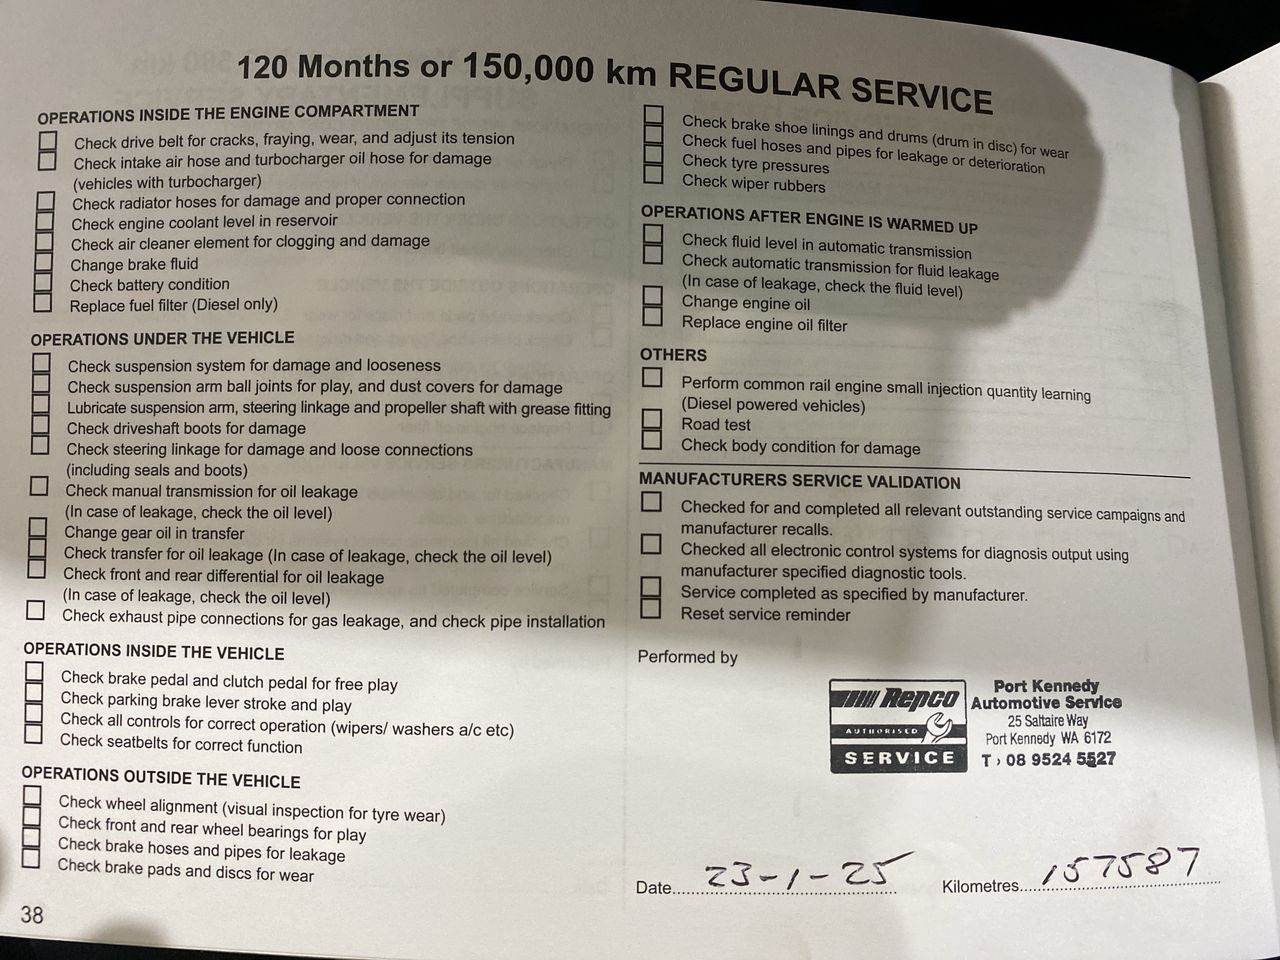 120 Months or 150,000 km REGULAR SERVICE
OPERATIONS INSIDE THE ENGINE COMPARTMENT
Check drive belt for cracks, fraying, wear, and adjust its tension
Check intake air hose and turbocharger oil hose for damage
(vehicles with turbocharger)
Check radiator hoses for damage and proper connection
Check engine coolant level in reservoir
Check air cleaner element for clogging and damage
Change brake fluid
Check battery condition
Replace fuel filter (Diesel only)
OPERATIONS UNDER THE VEHICLE
Check suspension system for damage and looseness
Check suspension arm ball joints for play, and dust covers for damage
Lubricate suspension arm, steering linkage and propeller shaft with grease fitting
Check driveshaft boots for damage
Check steering linkage for damage and loose connections
(including seals and boots)
Check manual transmission for oil leakage
(In case of leakage, check the oil level)
Change gear oil in transfer
Check transfer for oil leakage (In case of leakage, check the oil level)
Check front and rear differential for oil leakage
(In case of leakage, check the oil level)
Check exhaust pipe connections for gas leakage, and check pipe installation
OPERATIONS INSIDE THE VEHICLE
Check brake pedal and clutch pedal for free play
Check parking brake lever stroke and play
Check all controls for correct operation (wipers/ washers a/c etc)
Check seatbelts for correct function
OPERATIONS OUTSIDE THE VEHICLE
Check wheel alignment (visual inspection for tyre wear)
Check front and rear wheel bearings for play
Check brake hoses and pipes for leakage
Check brake pads and discs for wear
38
Check brake shoe linings and drums (drum in disc) for wear
Check fuel hoses and pipes for leakage or deterioration
Check tyre pressures
Check wiper rubbers
OPERATIONS AFTER ENGINE IS WARMED UP
Check fluid level in automatic transmission
Check automatic transmission for fluid leakage
(In case of leakage, check the fluid level)
Change engine oil
Replace engine oil filter
OTHERS
Perform common rail engine small injection quantity learning
(Diesel powered vehicles)
Road test
Check body condition for damage
MANUFACTURERS SERVICE VALIDATION
Checked for and completed all relevant outstanding service campaigns and
manufacturer recalls.
Checked all electronic control systems for diagnosis output using
manufacturer specified diagnostic tools.
Service completed as specified by manufacturer.
Reset service reminder
Performed by
Repco
AUTHORISED
SERVICE
Port Kennedy
Automotive Service
25 Saltaire Way
Port Kennedy WA 6172
T › 08 9524 5527
Date 23-1-25 Kilometres 157587